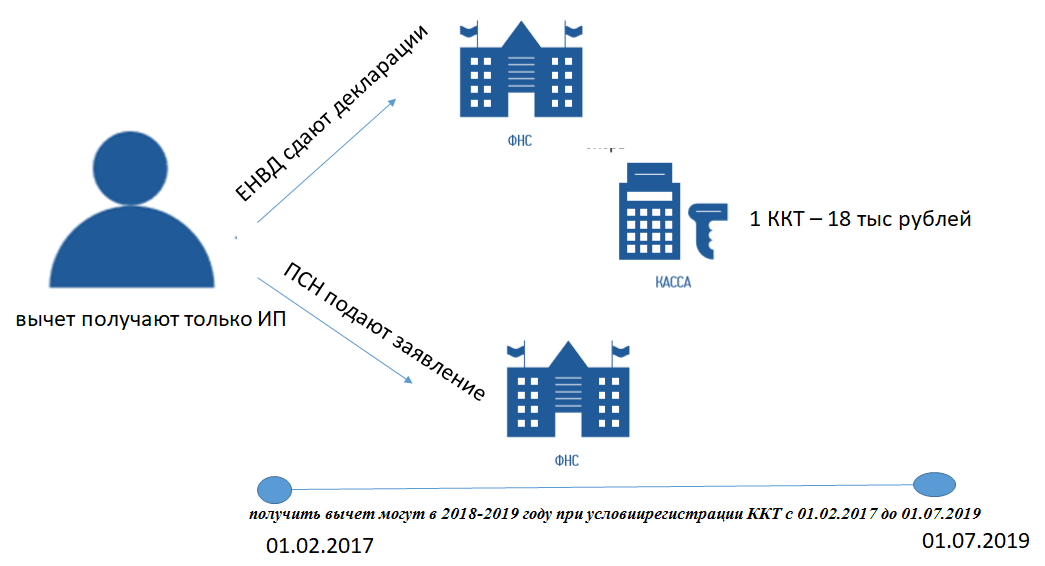 ЕНВД сдают декларации
ФНС
1 ККТ – 18 тыс рублей
КАССА
вычет получают только ИП
ПСН подают заявление
ФНС
получить вычет могут в 2018-2019 году при условиирегистрации ККТ с 01.02.2017 до 01.07.2019
01.02.2017
01.07.2019